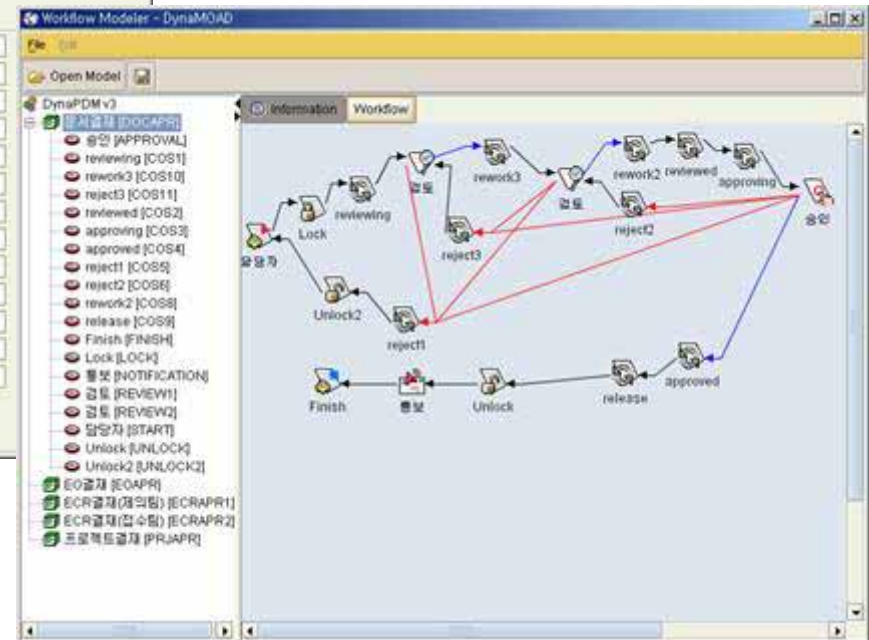 Workflow Modeler - DynaMOAD
File Edit
Open Model
DynaPDM v3
문서결재 [DOCAPR]
승인 [APPROVAL]
reviewing [COS1]
rework3 [COS10]
reject3 [COS11]
reviewed [COS2]
approving [COS3]
approved [COS4]
reject1 [COS5]
reject2 [COS6]
rework2 [COS8]
release [COS9]
Finish [FINISH]
Lock [LOCK]
통보 [NOTIFICATION]
검토 [REVIEW1]
검토 [REVIEW2]
담당자 [START]
Unlock [UNLOCK]
Unlock2 [UNLOCK2]
EO결재 [EOAPR]
ECR결재(제의팀) [ECRAPR1]
ECR결재(접수팀) [ECRAPR2]
프로젝트결재 [PRJAPR]
Information Workflow
담당자
Lock
reviewing
검토
rework3
검토
rework2
reviewed
approving
승인
reject3
reject2
Unlock2
reject1
Finish
통보
Unlock
release
approved